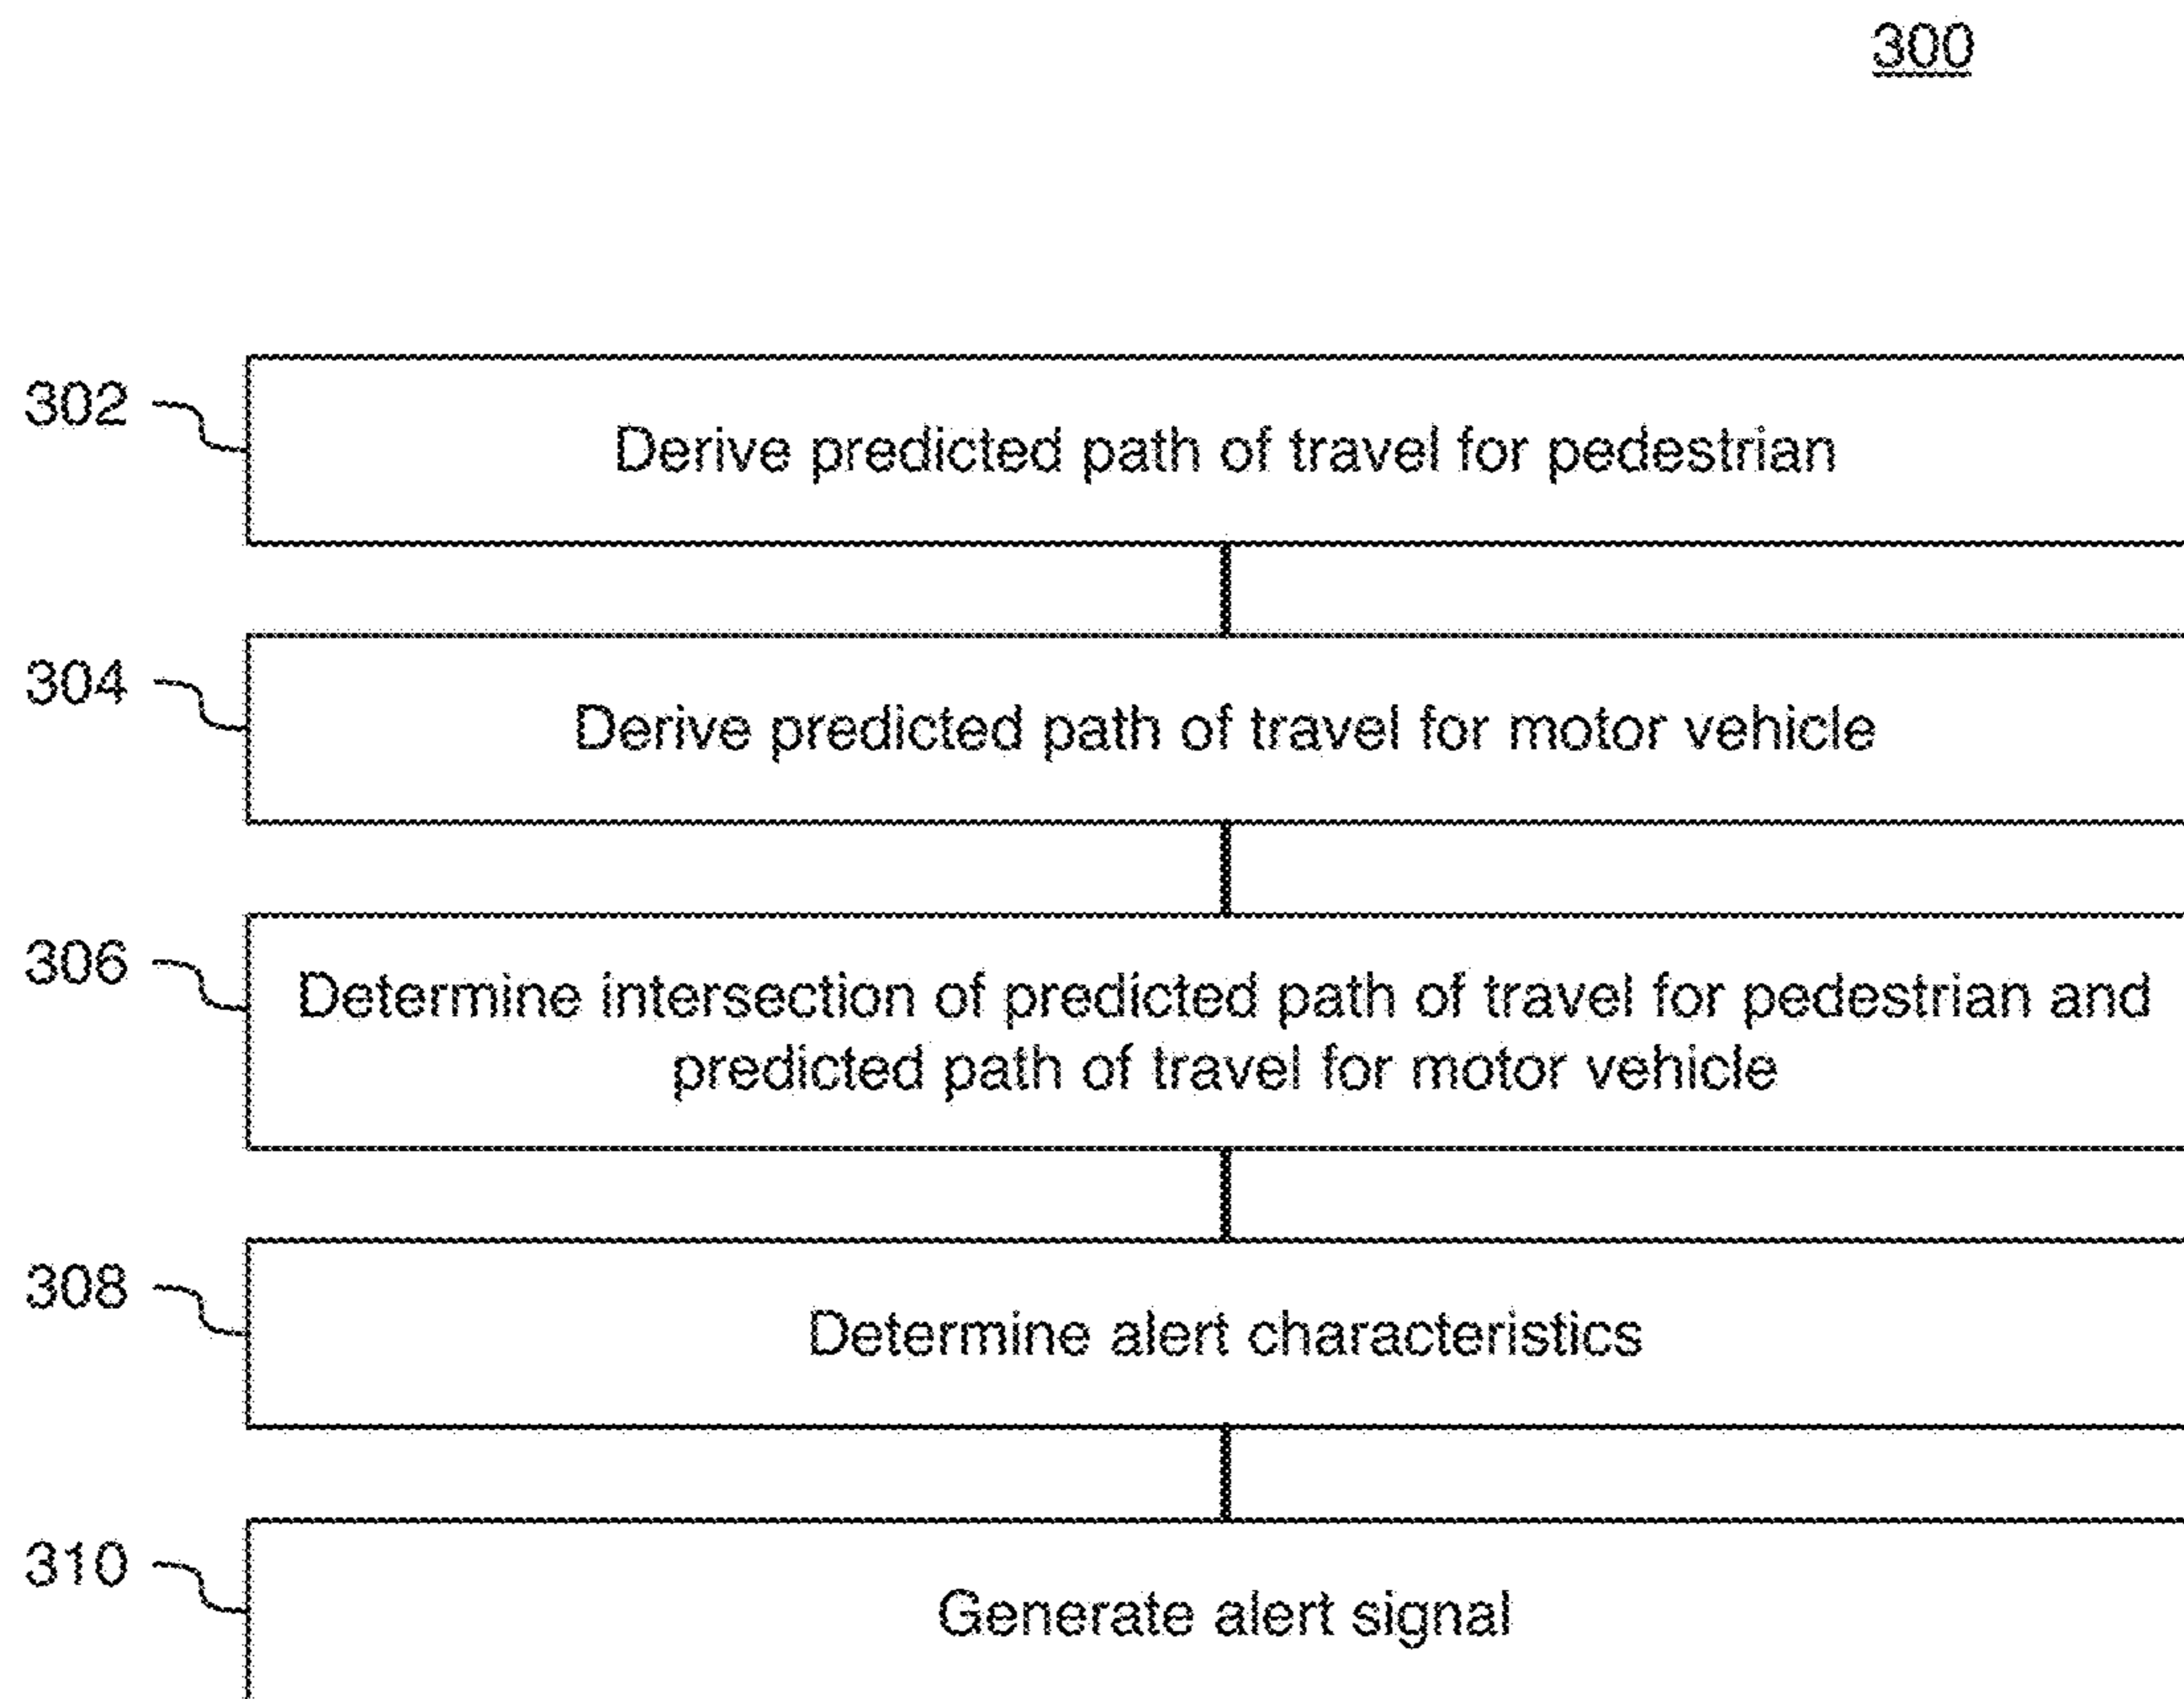 300
302
Derive predicted path of travel for pedestrian
304
Derive predicted path of travel for motor vehicle
306
Determine intersection of predicted path of travel for pedestrian and
predicted path of travel for motor vehicle
308
Determine alert characteristics
310
Generate alert signal